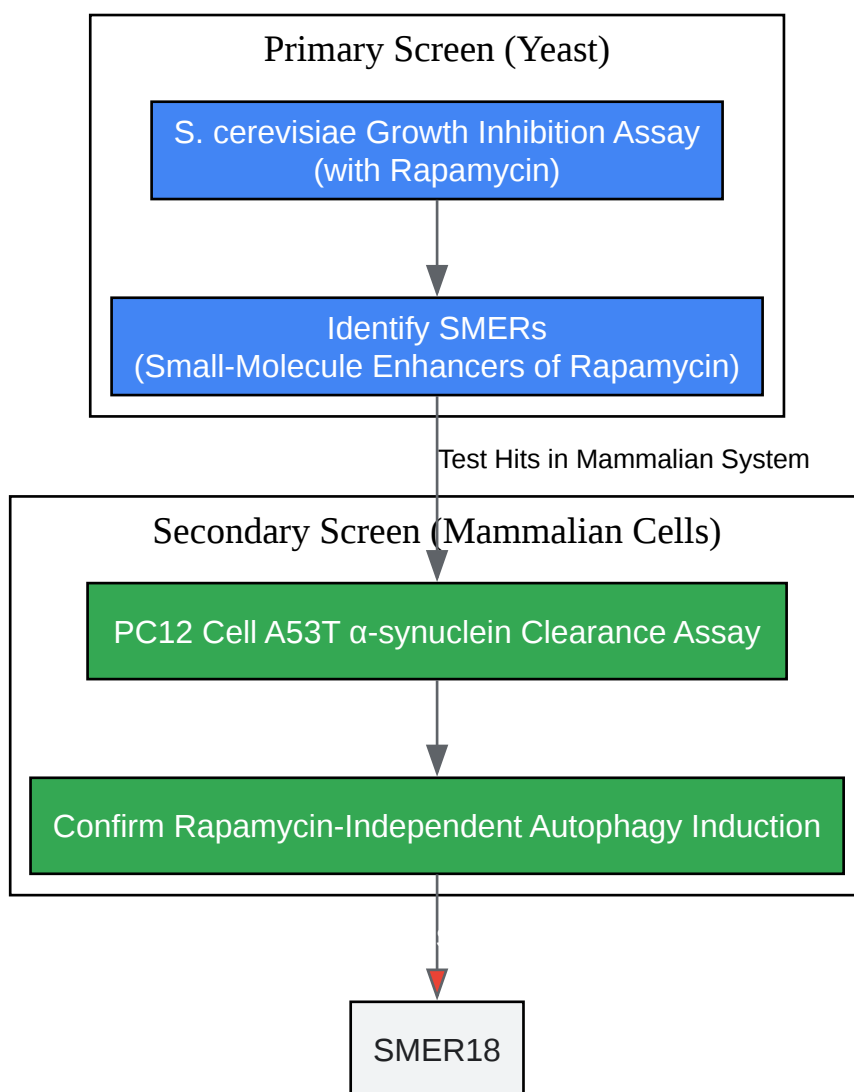 Primary Screen (Yeast)
S. cerevisiae Growth Inhibition Assay
(with Rapamycin)
Identify SMERs
(Small-Molecule Enhancers of Rapamycin)
Test Hits in Mammalian System
Secondary Screen (Mammalian Cells)
PC12 Cell A53T α-synuclein Clearance Assay
Confirm Rapamycin-Independent Autophagy Induction
SMER18